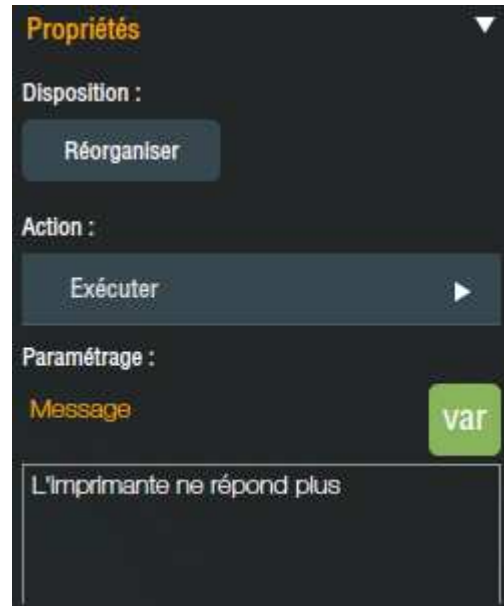 Propriétés
Disposition :
Réorganiser
Action :
Exécuter
Paramétrage :
Message
var
L'imprimante ne répond plus